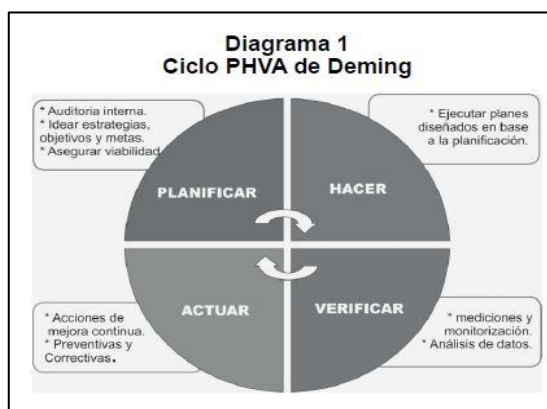 Diagrama 1
Ciclo PHVA de Deming
* Auditoria interna.
* Idear estrategias,
objetivos y metas.
* Asegurar viabilidad
* Ejecutar planes
diseñados en base
a la planificación.
PLANIFICAR
HACER
ACTUAR
VERIFICAR
* Acciones de
mejora continua.
* Preventivas y
Correctivas.
* mediciones y
monitorización.
* Análisis de datos.